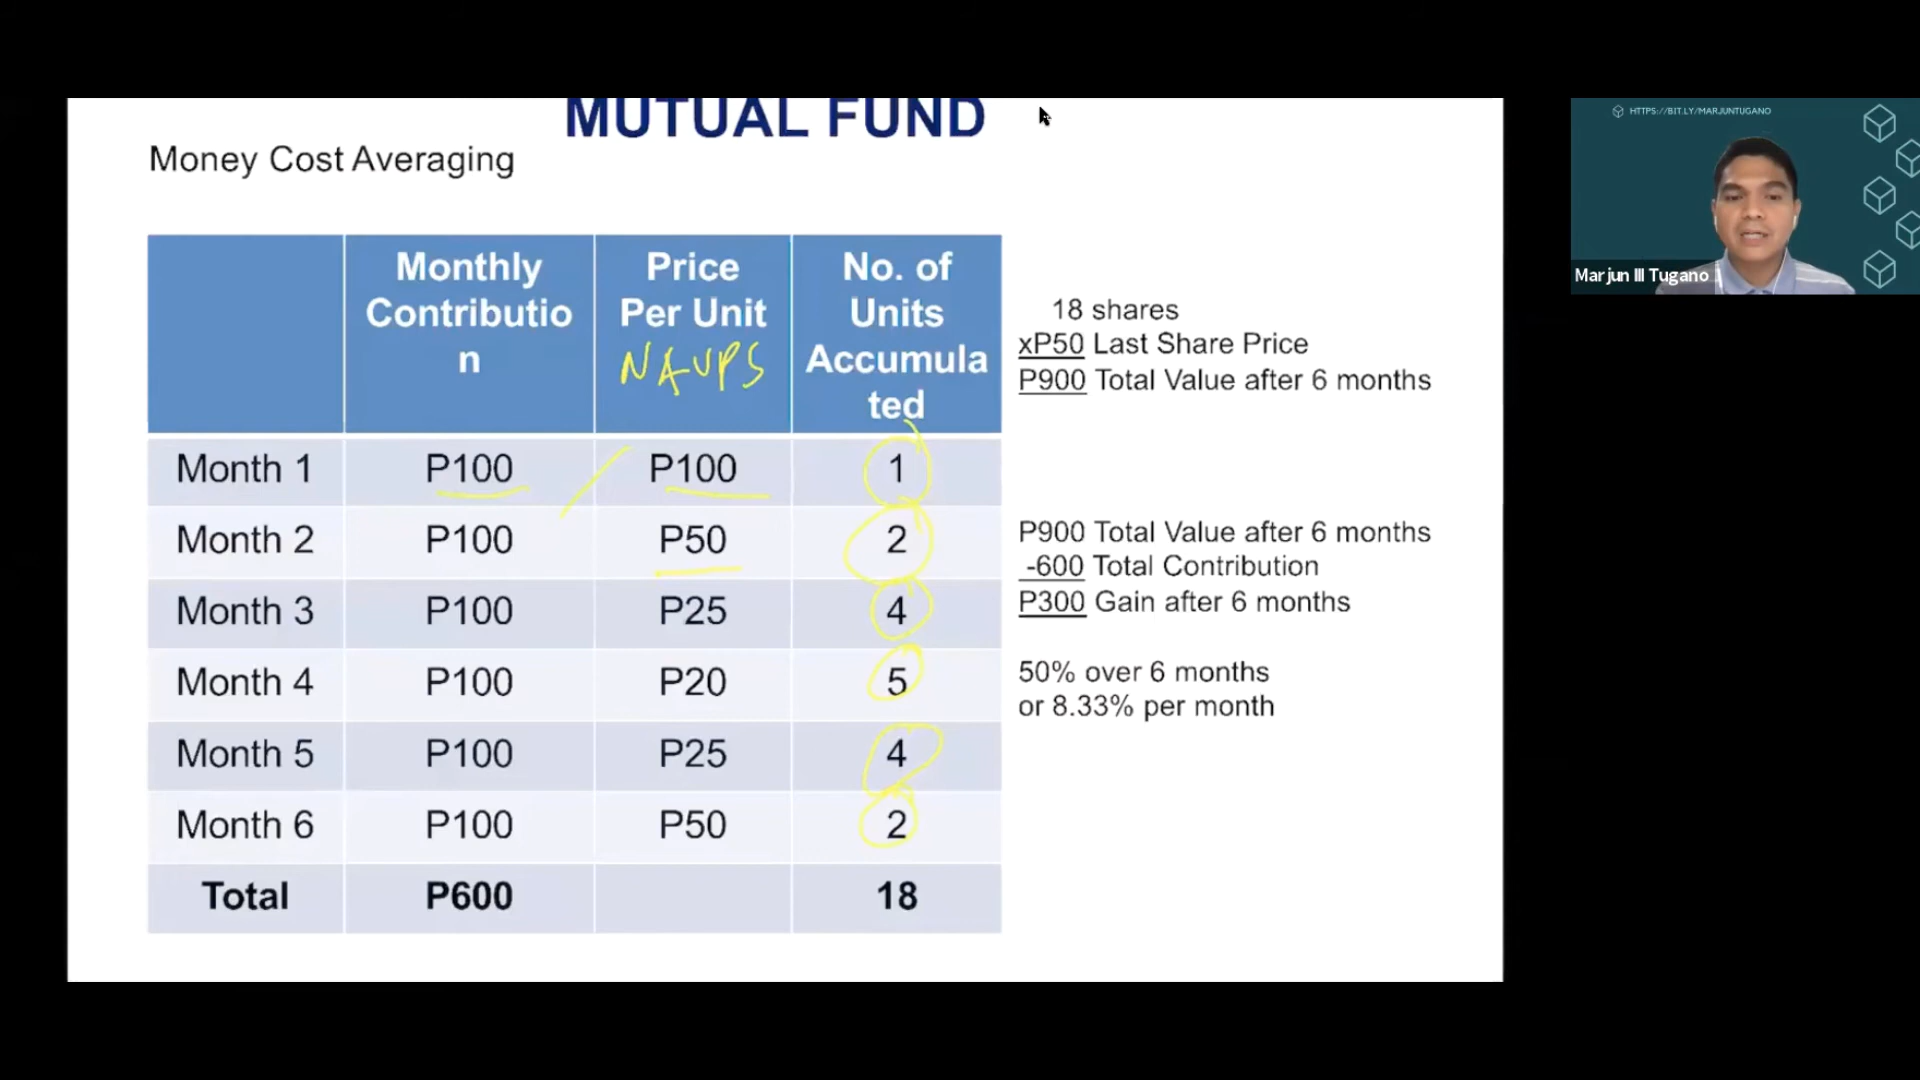 MUTUAL FUND
Money Cost Averaging
Monthly
Contributio
n
Price
Per Unit
NAVPS
No. of
Units
Accumula
ted
Month 1 P100 / P100 1
Month 2 P100 P50 2
Month 3 P100 P25 4
Month 4 P100 P20 5
Month 5 P100 P25 4
Month 6 P100 P50 2
Total P600 18
18 shares
xP50 Last Share Price
P900 Total Value after 6 months
P900 Total Value after 6 months
-600 Total Contribution
P300 Gain after 6 months
50% over 6 months
or 8.33% per month
HTTPS://BIT.LY/MARJUNTUGANO
Marjun III Tugano